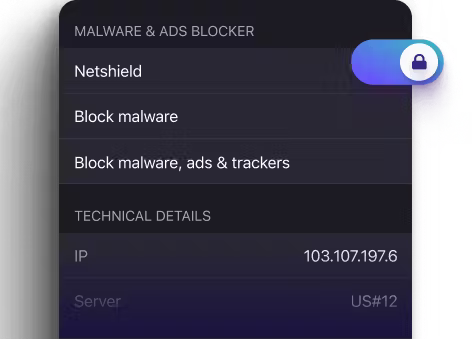 MALWARE & ADS BLOCKER
Netshield
Block malware
Block malware, ads & trackers
TECHNICAL DETAILS
IP 103.107.197.6
Server US#12